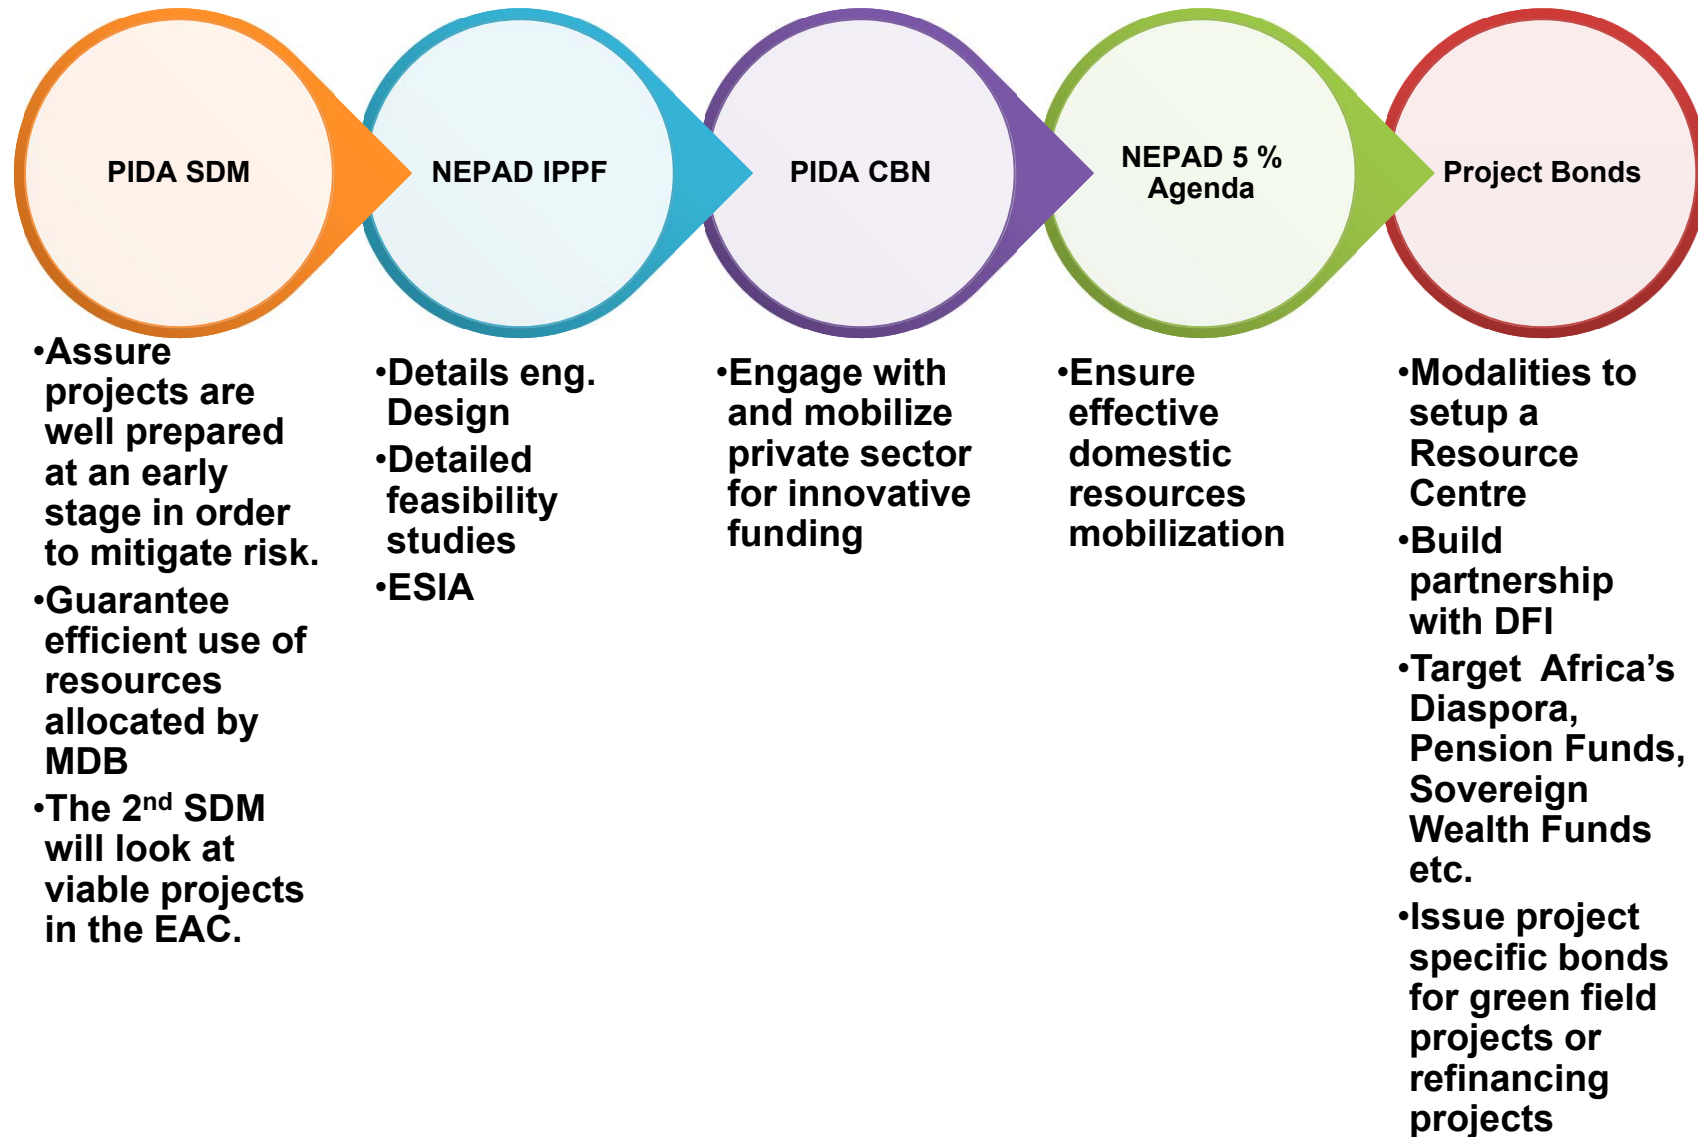 PIDA SDM
NEPAD IPPF
PIDA CBN
NEPAD 5 %
Agenda
Project Bonds
•Assure
projects are
well prepared
at an early
stage in order
to mitigate risk.
•Guarantee
efficient use of
resources
allocated by
MDB
•The 2nd SDM
will look at
viable projects
in the EAC.
•Details eng.
Design
•Detailed
feasibility
studies
•ESIA
•Engage with
and mobilize
private sector
for innovative
funding
•Ensure
effective
domestic
resources
mobilization
•Modalities to
setup a
Resource
Centre
•Build
partnership
with DFI
•Target Africa’s
Diaspora,
Pension Funds,
Sovereign
Wealth Funds
etc.
•Issue project
specific bonds
for green field
projects or
refinancing
projects